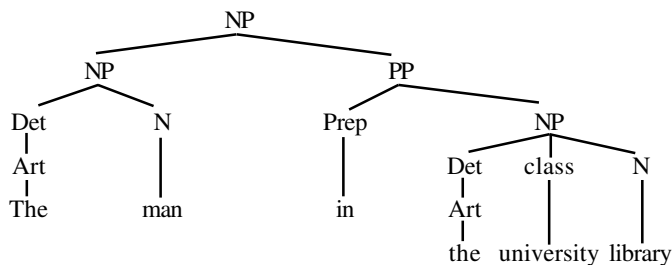 NP
NP PP
Det N Prep NP
Art Det class N
The man in Art
the university library